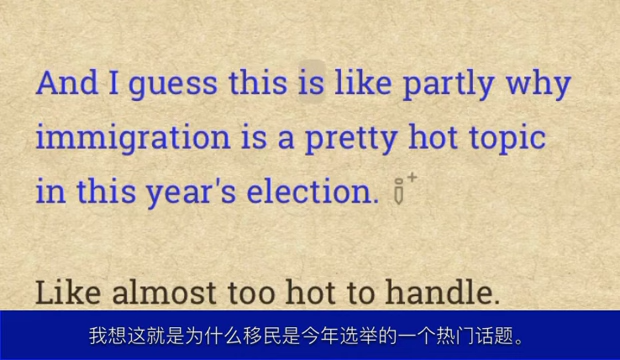 And I guess this is like partly why
immigration is a pretty hot topic
in this year's election.
Like almost too hot to handle.
我想这就是为什么移民是今年选举的一个热门话题。